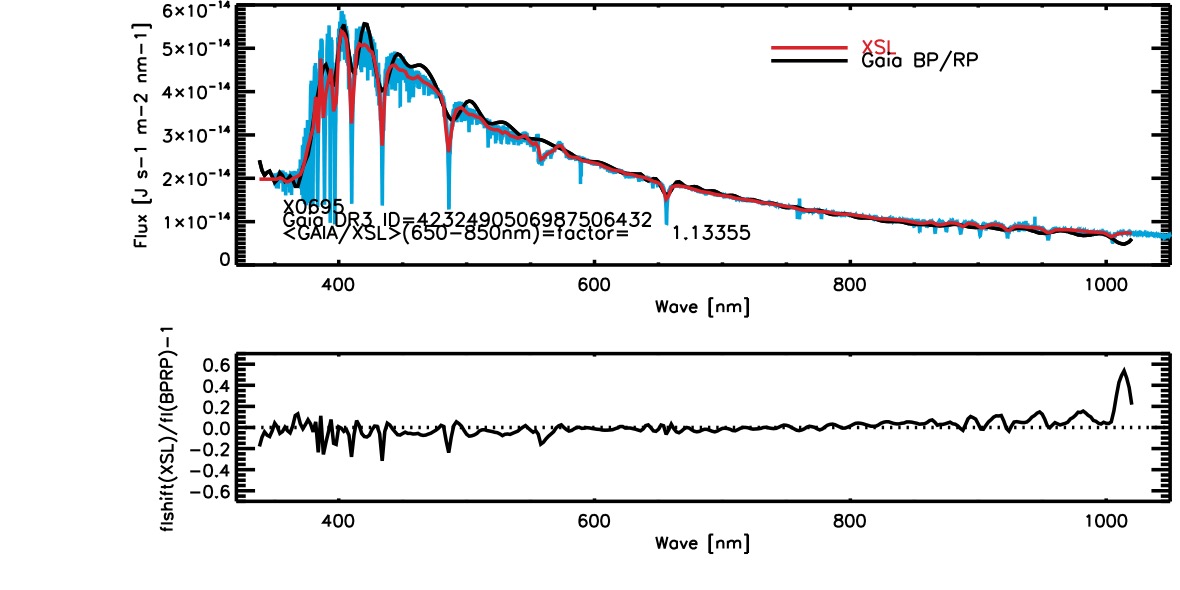 6×10⁻¹⁴
5×10⁻¹⁴
4×10⁻¹⁴
3×10⁻¹⁴
2×10⁻¹⁴
1×10⁻¹⁴
0
Flux [J s−1 m−2 nm−1]
XSL
Gaia BP/RP
X0695
Gaia DR3 ID=4232490506987506432
<GAIA/XSL>(650−850nm)=factor= 1.13355
400 600 800 1000
Wave [nm]
0.6
0.4
0.2
0.0
−0.2
−0.4
−0.6
flshift(XSL)/fl(BPRP)−1
400 600 800 1000
Wave [nm]